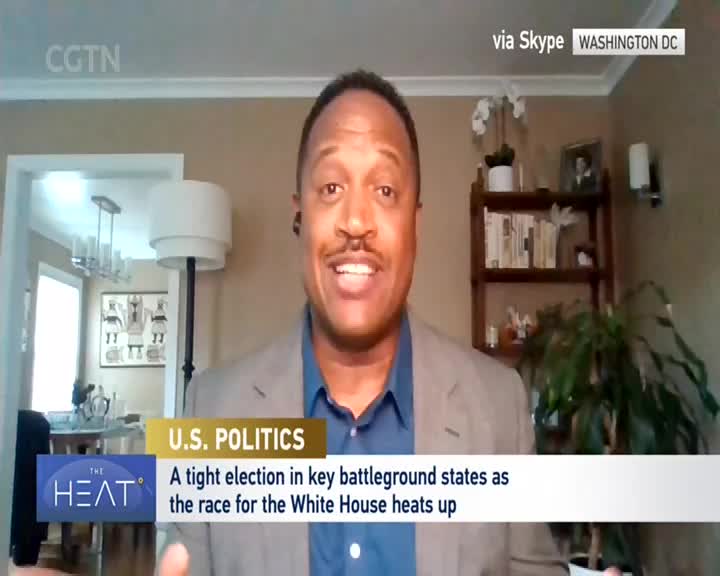 CGTN
via Skype WASHINGTON DC
U.S. POLITICS
THE
HEAT
A tight election in key battleground states as
the race for the White House heats up